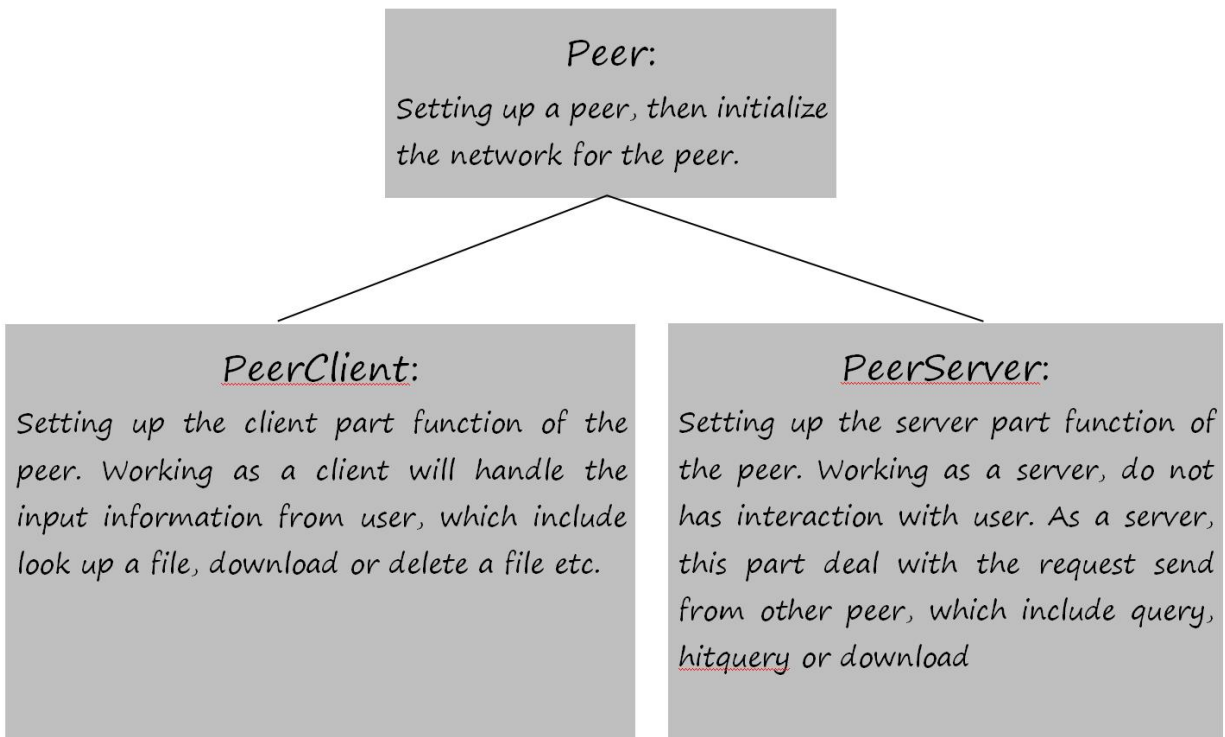 Peer:
Setting up a peer, then initialize
the network for the peer.
PeerClient:
Setting up the client part function of the
peer. Working as a client will handle the
input information from user, which include
look up a file, download or delete a file etc.
PeerServer:
Setting up the server part function of
the peer. Working as a server, do not
has interaction with user. As a server,
this part deal with the request send
from other peer, which include query,
hitquery or download